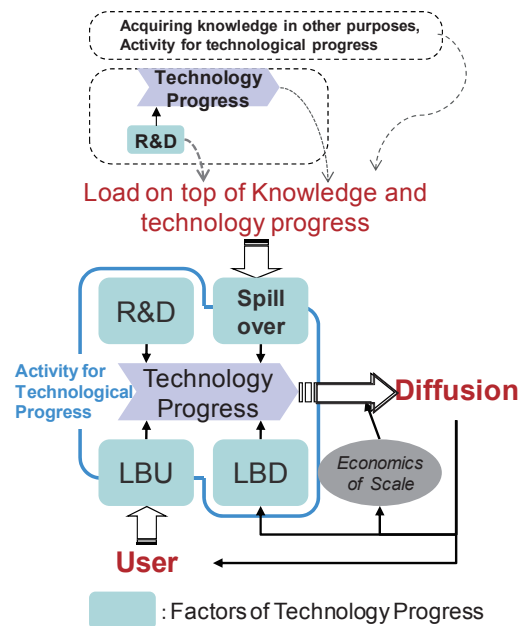 Acquiring knowledge in other purposes,
Activity for technological progress
Technology
Progress
R&D
Load on top of Knowledge and
technology progress
R&D
Spill
over
Activity for
Technological
Progress
Technology
Progress
Diffusion
LBU
LBD
Economics
of Scale
User
: Factors of Technology Progress